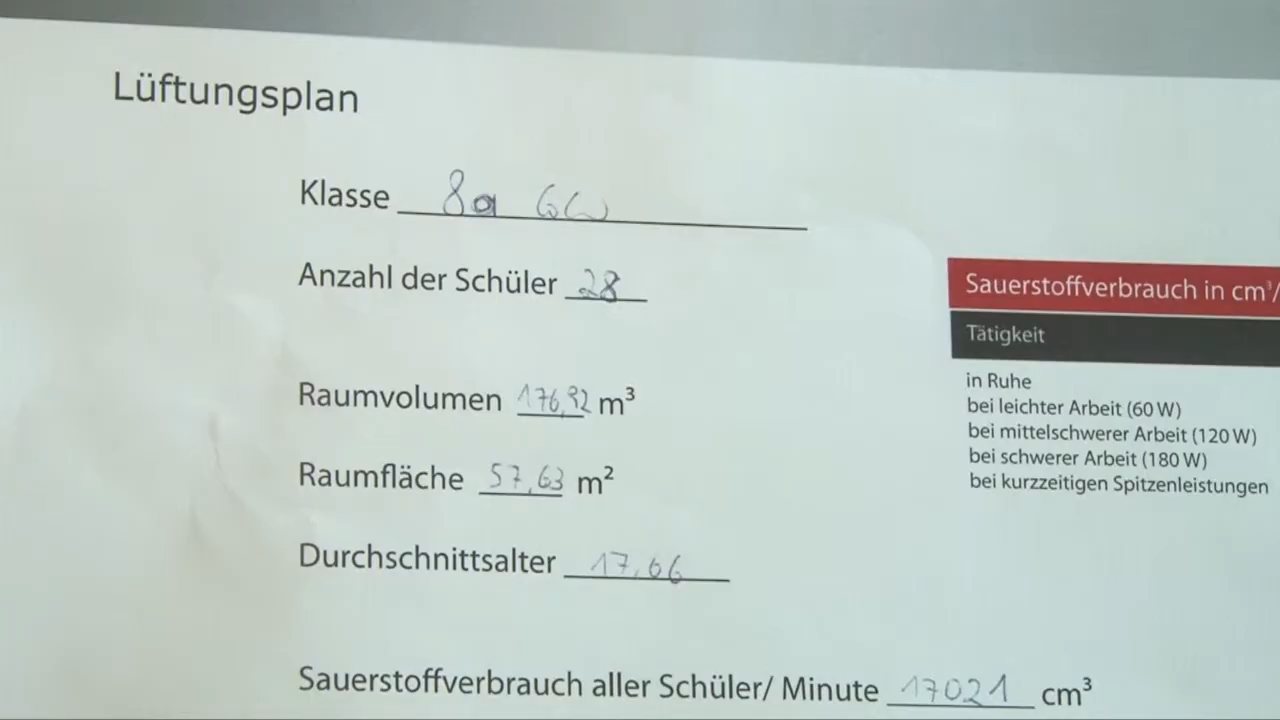 Lüftungsplan
Klasse 8a GW
Anzahl der Schüler 28
Raumvolumen 176,92 m³
Raumfläche 57,63 m²
Durchschnittsalter 17,66
Sauerstoffverbrauch aller Schüler/ Minute 17021 cm³
Sauerstoffverbrauch in cm³/
Tätigkeit
in Ruhe
bei leichter Arbeit (60 W)
bei mittelschwerer Arbeit (120 W)
bei schwerer Arbeit (180 W)
bei kurzzeitigen Spitzenleistungen